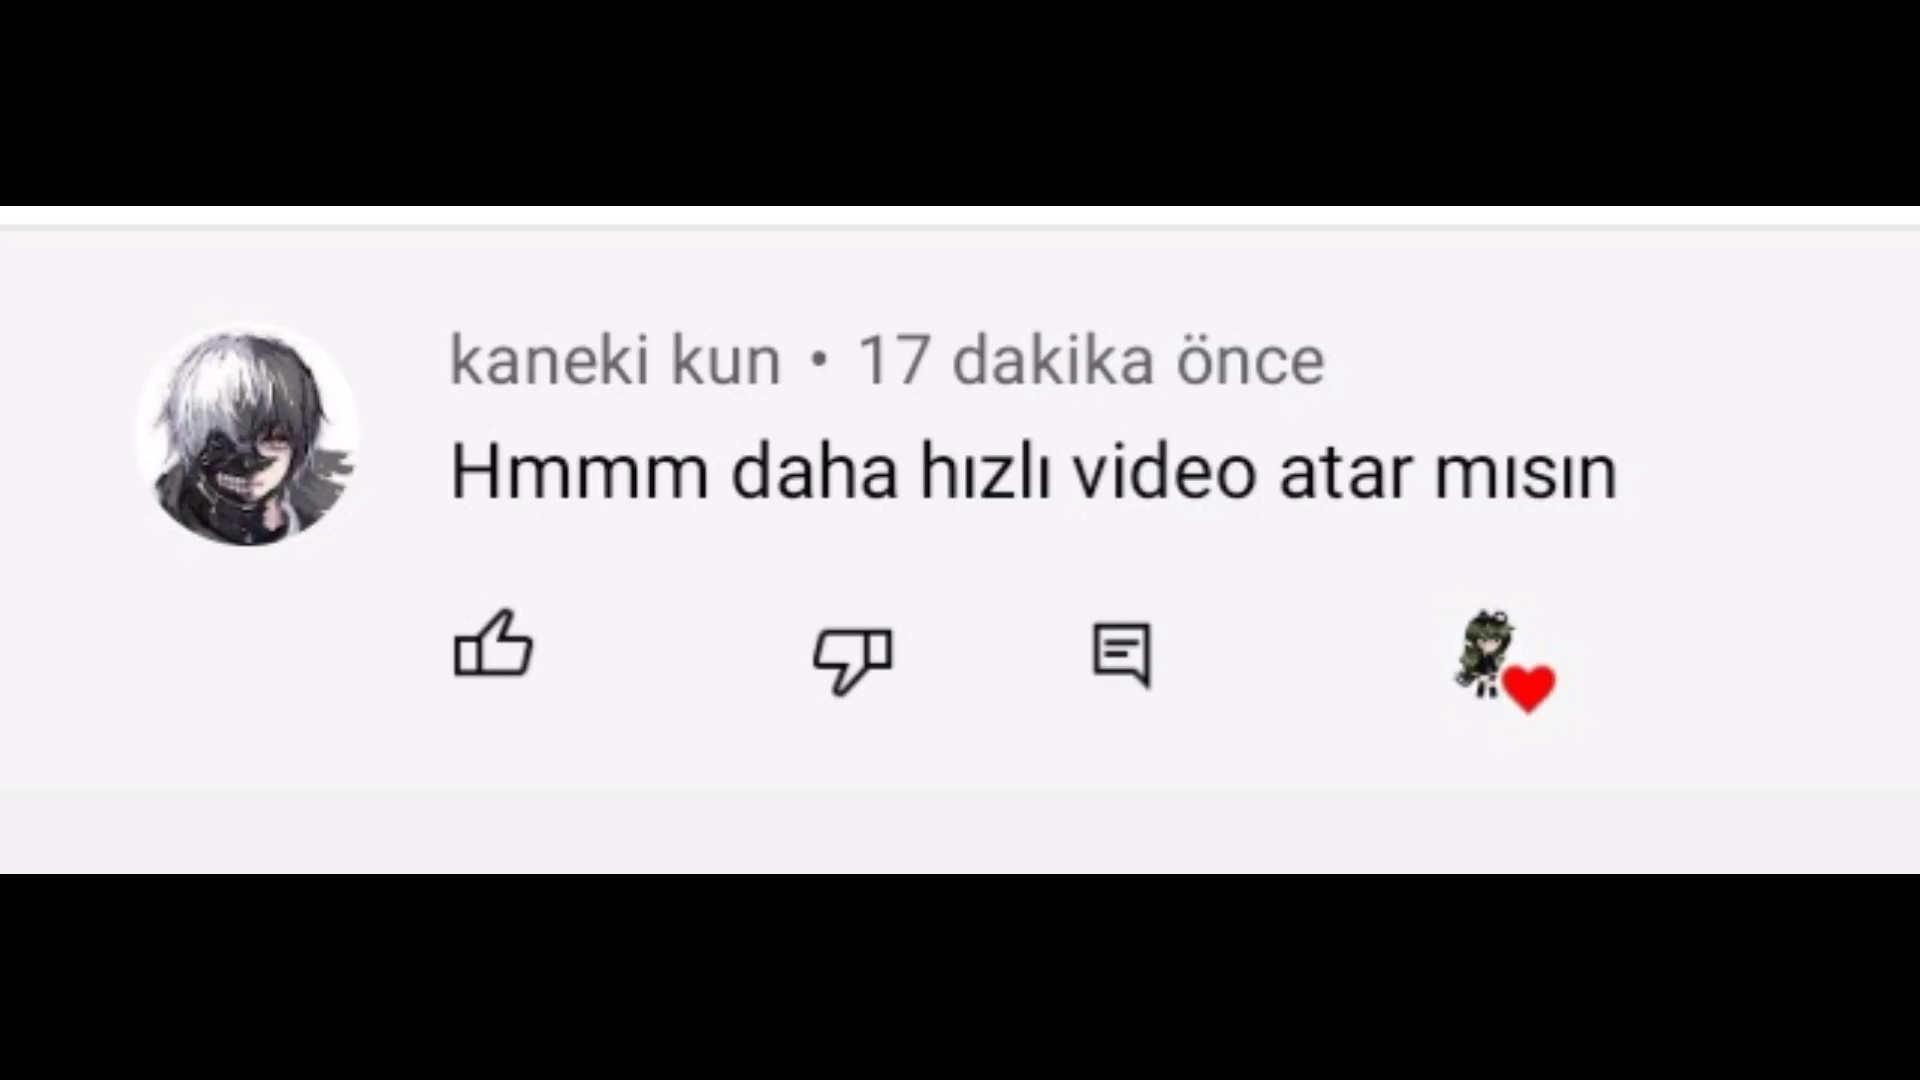 kaneki kun • 17 dakika önce
Hmmm daha hızlı video atar mısın